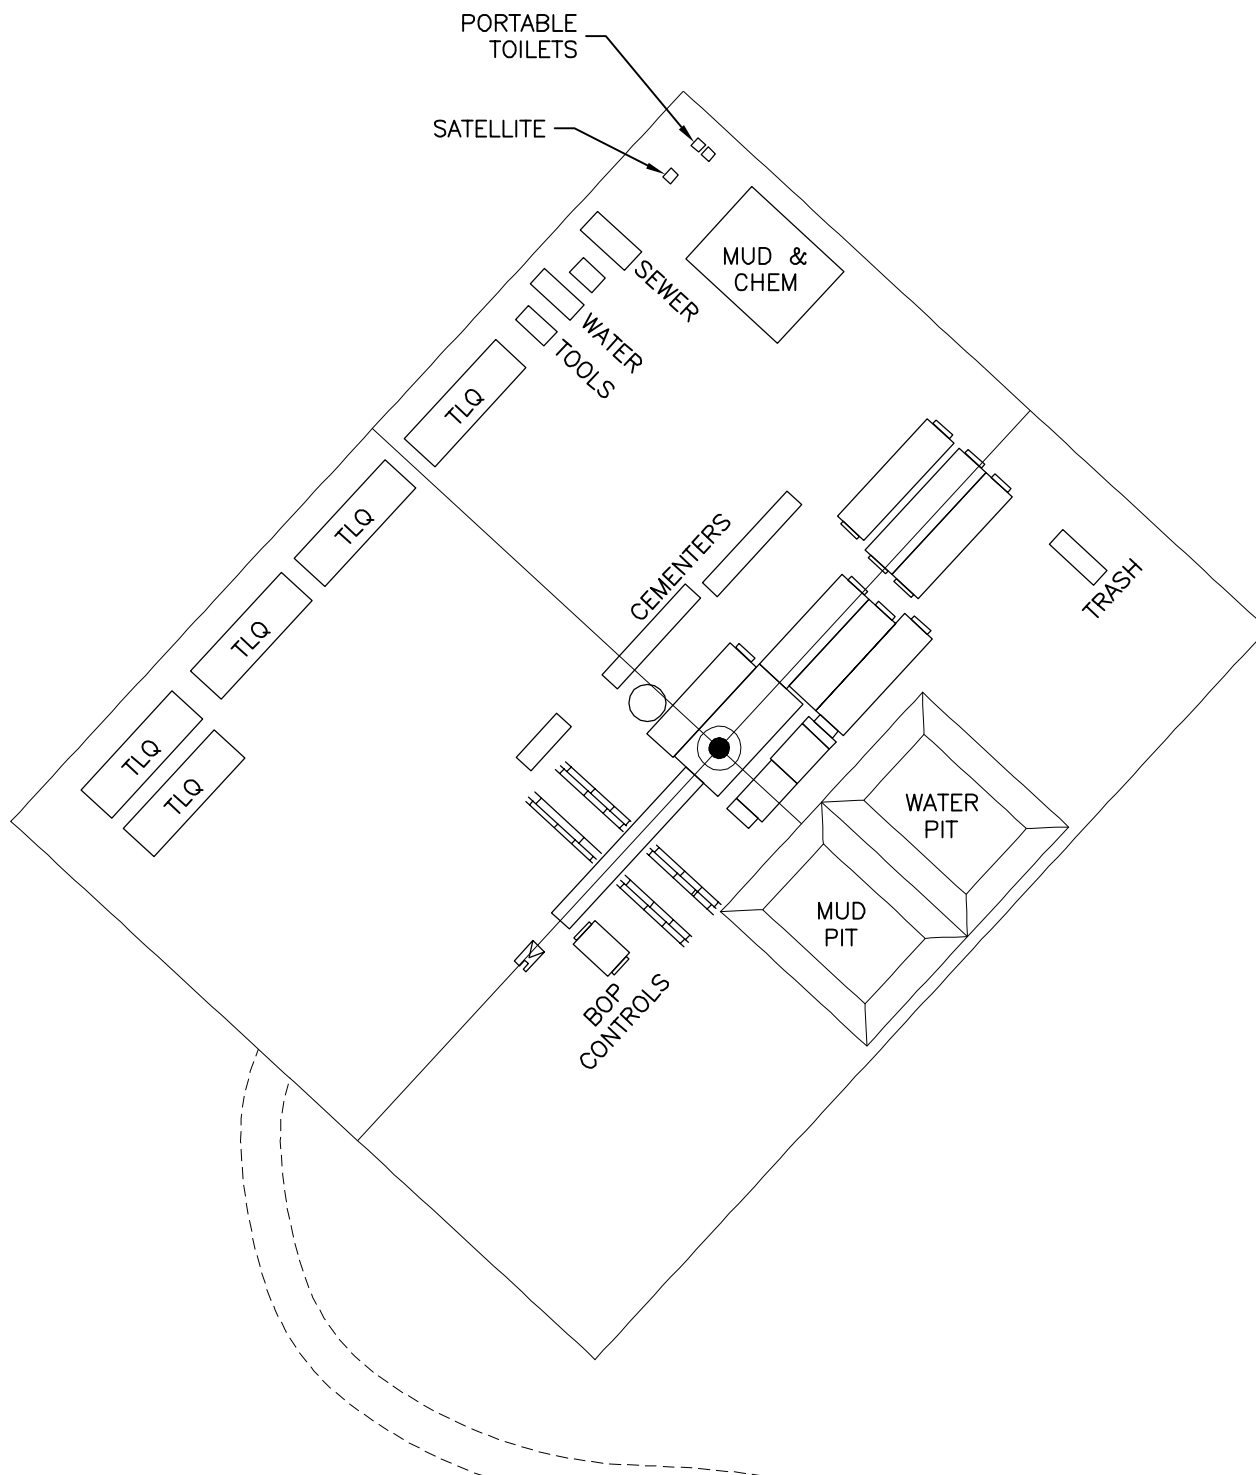 PORTABLE
TOILETS
SATELLITE
MUD &
CHEM
SEWER
WATER
TOOLS
TLQ
TLQ
TLQ
TLQ
TLQ
CEMENTERS
TRASH
WATER
PIT
MUD
PIT
BOP
CONTROLS